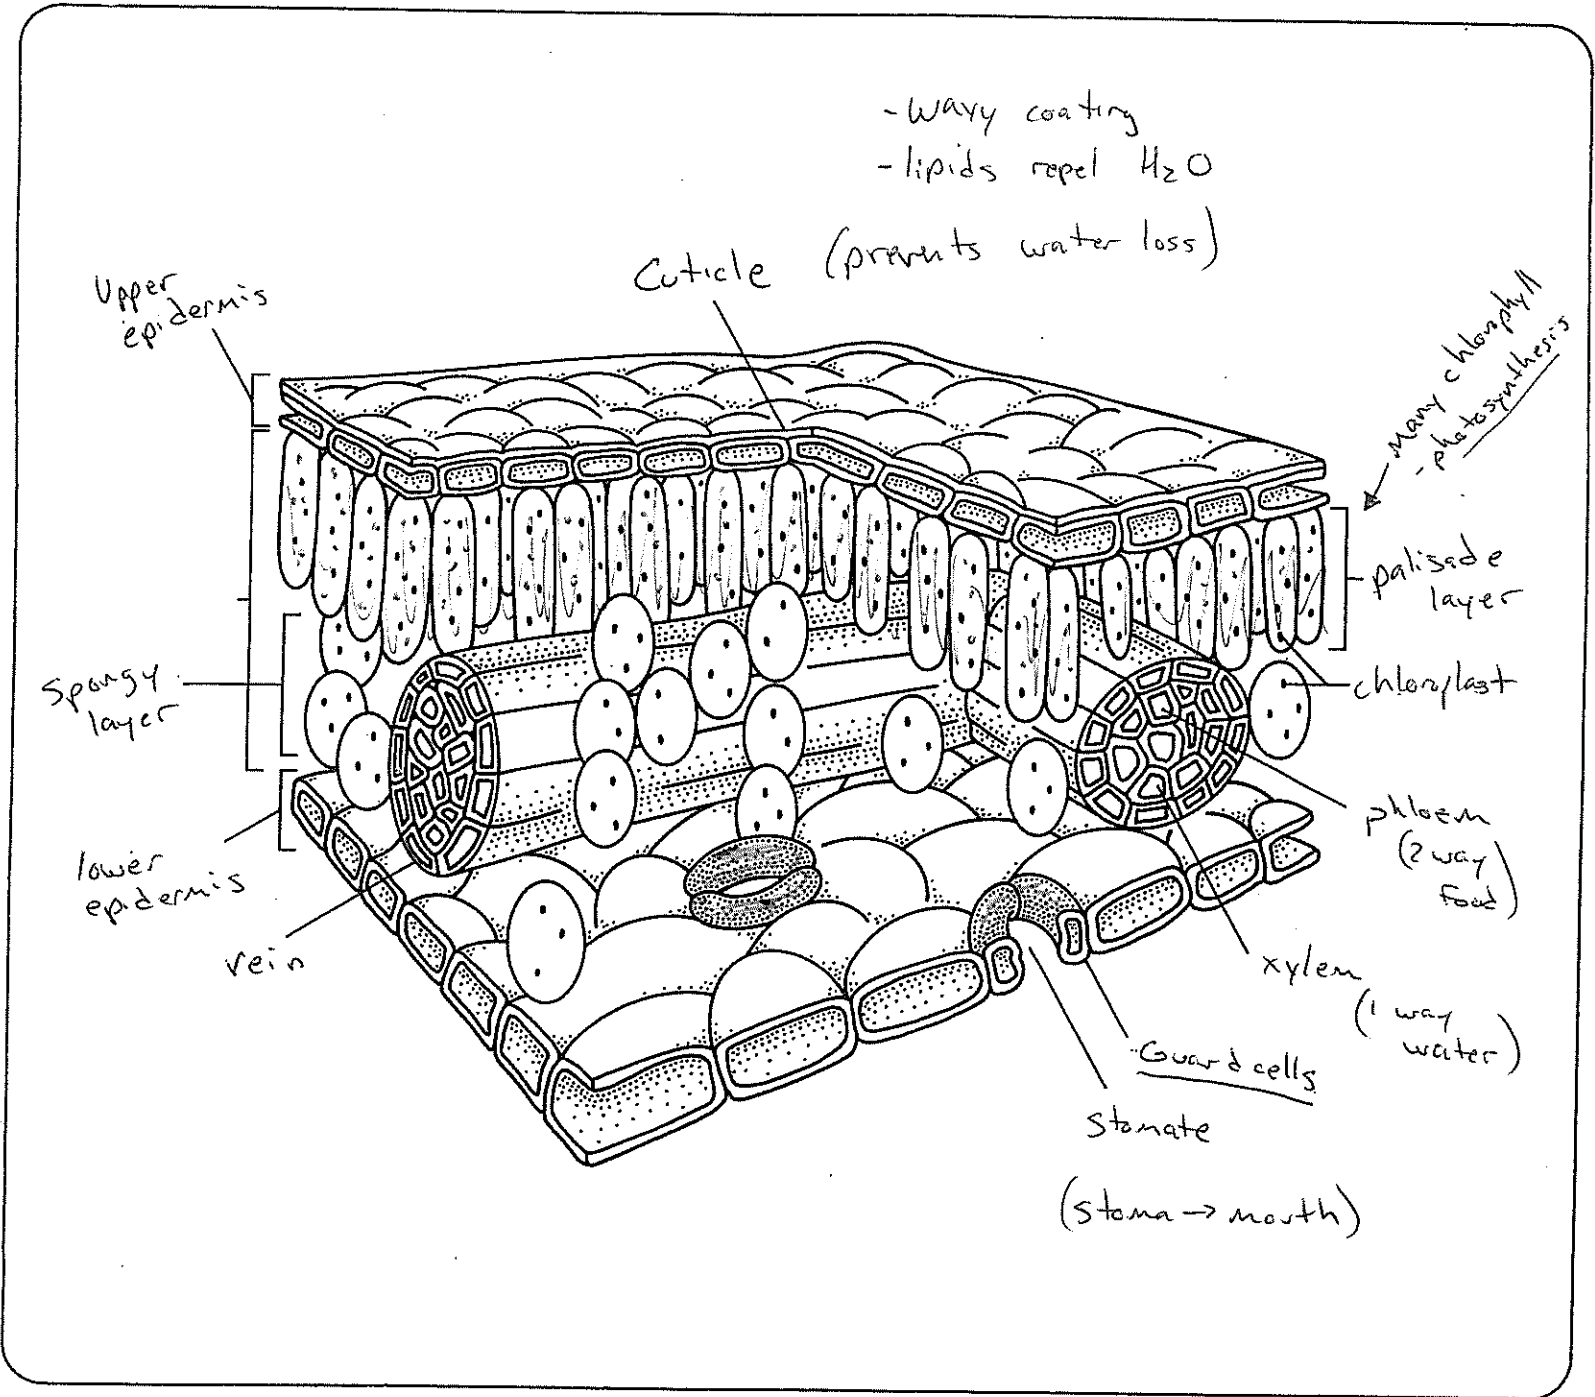 - wavy coating
- lipids repel H₂O
Cuticle (prevents water loss)
Upper
epidermis
many chlorophyll
- photosynthesis
palisade
layer
chloroplast
Spongy
layer
phloem
(2 way
food)
lower
epidermis
vein
xylem
(1 way
water)
Guard cells
Stomate
(stoma → mouth)